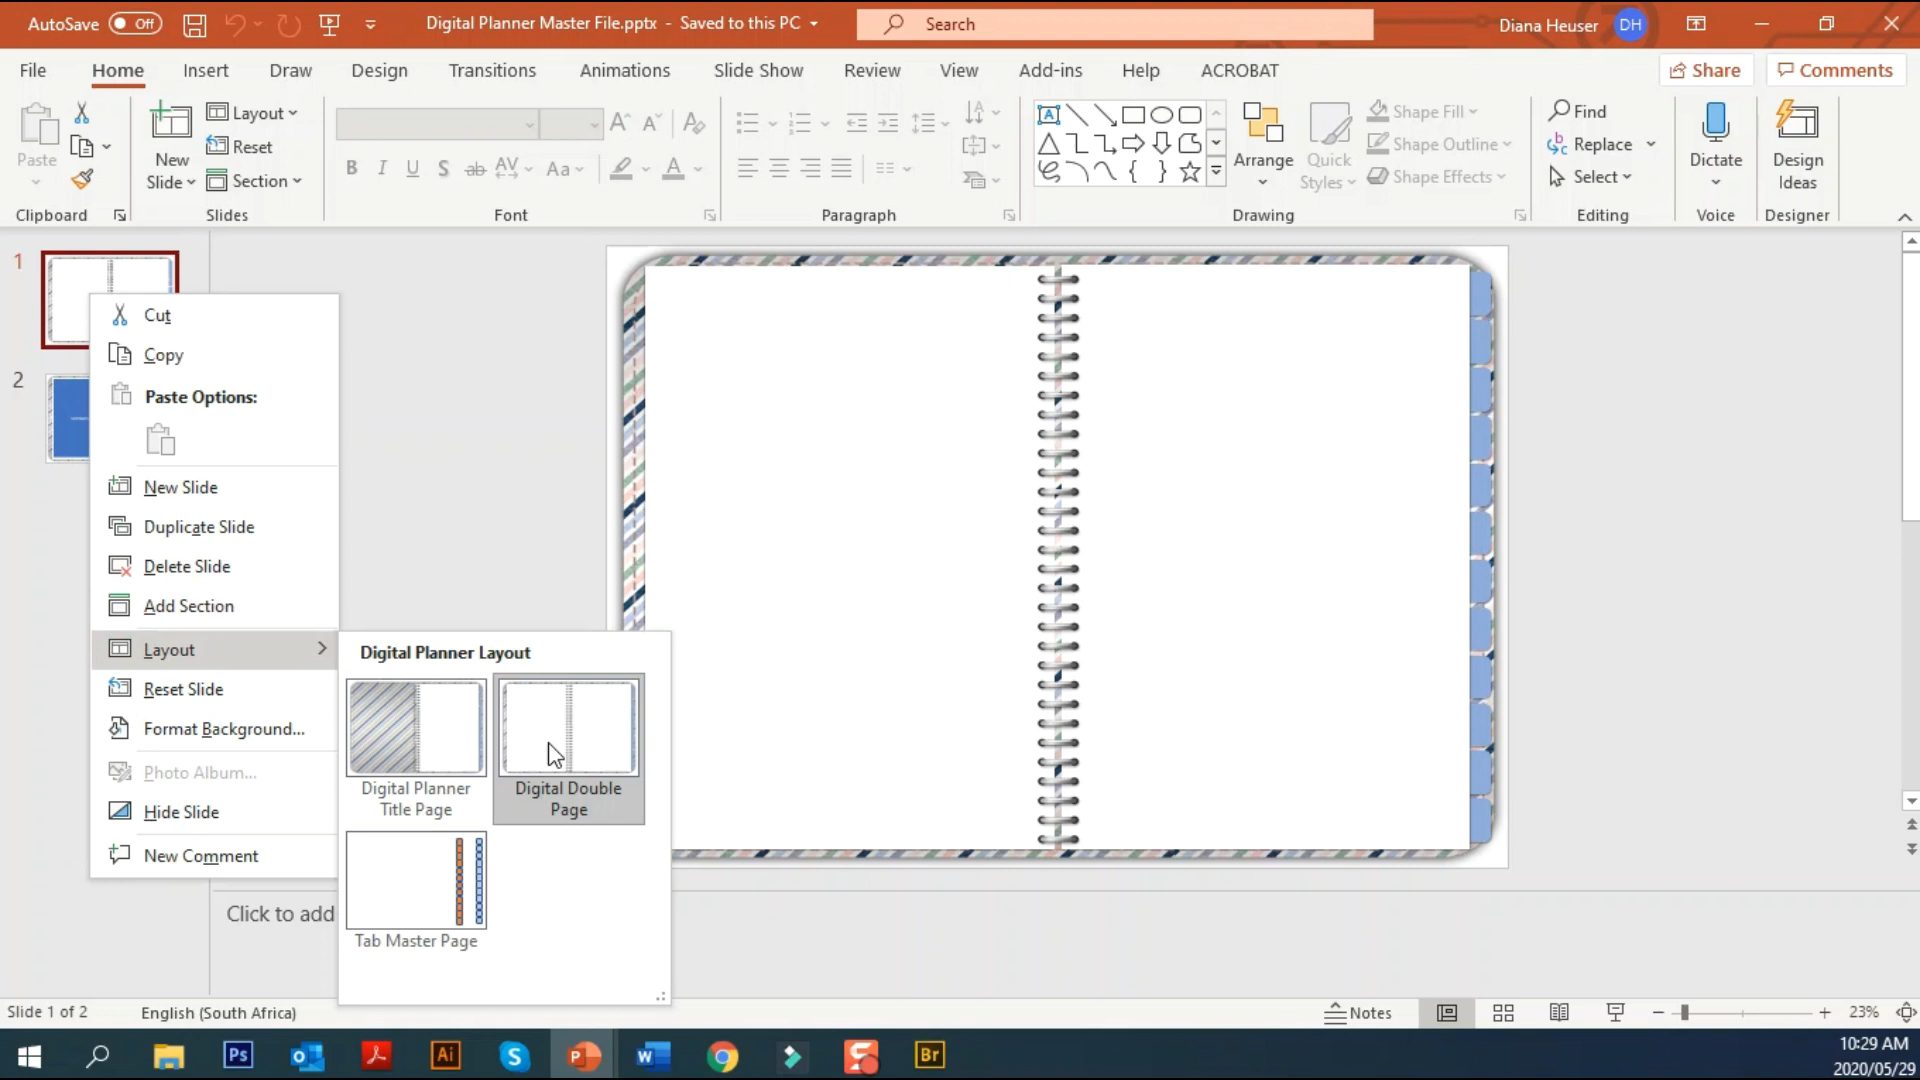 AutoSave Off Digital Planner Master File.pptx - Saved to this PC Search Diana Heuser DH
File Home Insert Draw Design Transitions Animations Slide Show Review View Add-ins Help ACROBAT Share Comments
Paste
New
Slide
Layout
Reset
Section
B I U S ab AV Aa A
Arrange
Quick
Styles
Shape Fill
Shape Outline
Shape Effects
Find
Replace
Select
Dictate
Design
Ideas
Clipboard Slides Font Paragraph Drawing Editing Voice Designer
1
2
Cut
Copy
Paste Options:
New Slide
Duplicate Slide
Delete Slide
Add Section
Layout
Reset Slide
Format Background...
Photo Album...
Hide Slide
New Comment
Digital Planner Layout
Digital Planner
Title Page
Digital Double
Page
Tab Master Page
Click to add
Slide 1 of 2 English (South Africa) Notes 23%
Ps Ai Br
10:29 AM
2020/05/29